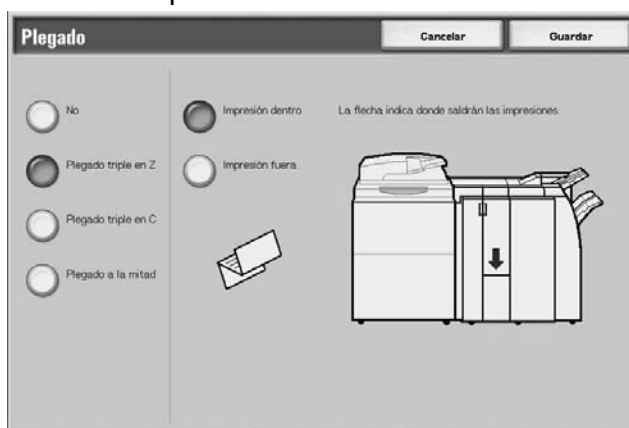 Plegado
Cancelar
Guardar
No
Plegado triple en Z
Plegado triple en C
Plegado a la mitad
Impresión dentro
Impresión fuera
La flecha indica donde saldrán las impresiones.